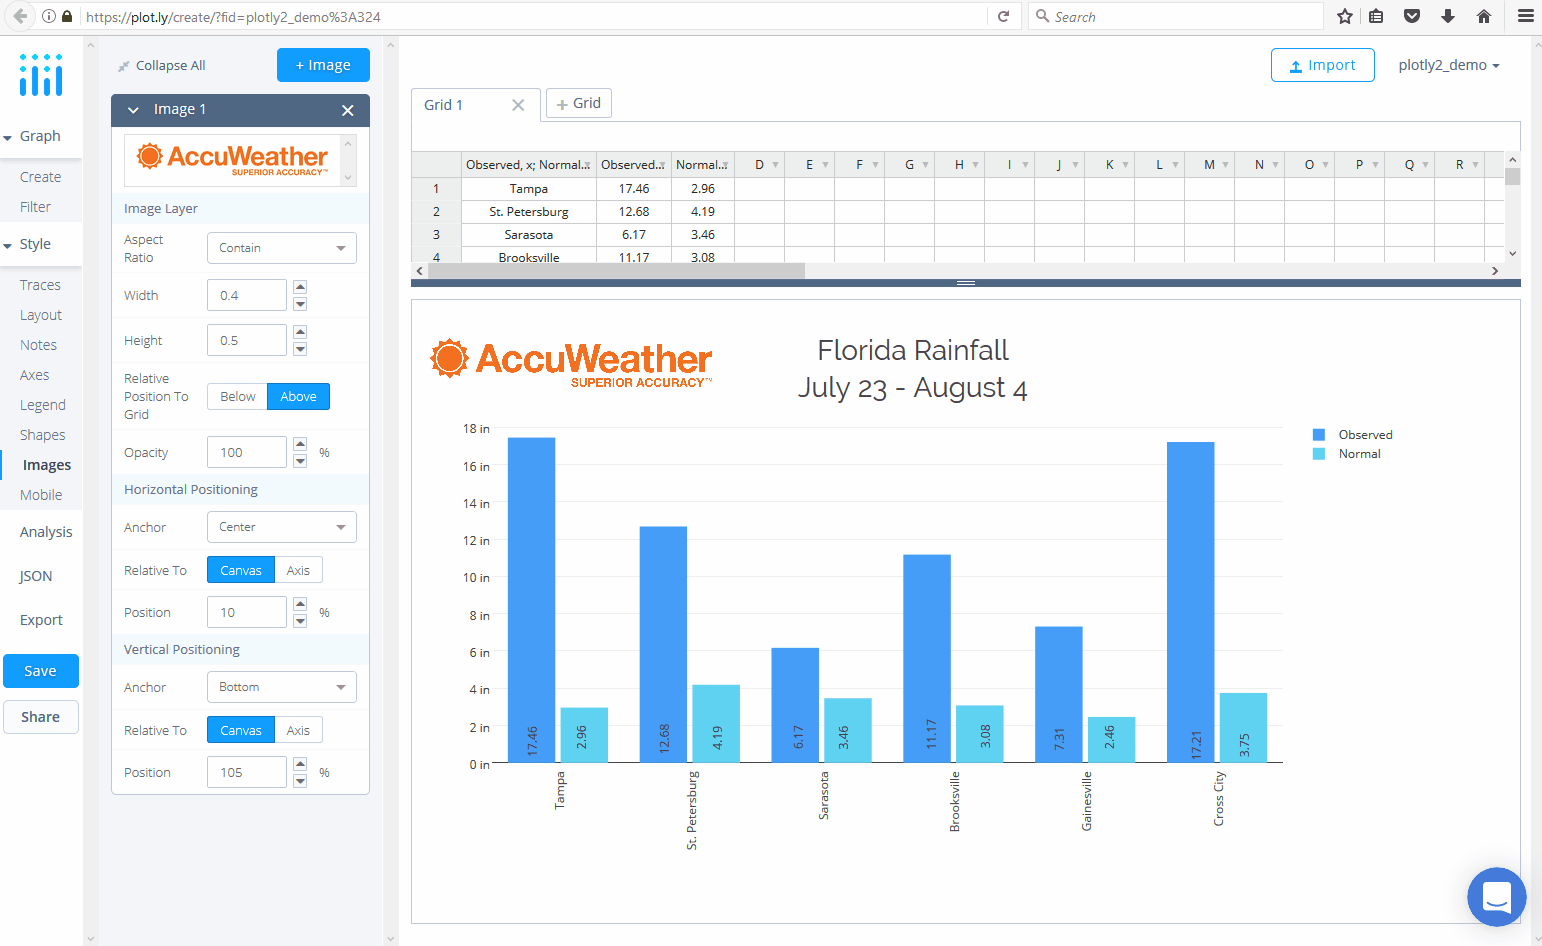 https://plot.ly/create/?fid=plotly2_demo%3A324
Search
Collapse All
+ Image
Import
plotly2_demo
Graph
Create
Filter
Style
Traces
Layout
Notes
Axes
Legend
Shapes
Images
Mobile
Analysis
JSON
Export
Save
Share
Image 1
AccuWeather
SUPERIOR ACCURACY™
Image Layer
Aspect
Ratio
Contain
Width
0.4
Height
0.5
Relative
Position To
Grid
Below
Above
Opacity
100
%
Horizontal Positioning
Anchor
Center
Relative To
Canvas
Axis
Position
10
%
Vertical Positioning
Anchor
Bottom
Relative To
Canvas
Axis
Position
105
%
Grid 1
+ Grid
Observed, x; Normal... Observed... Normal... D E F G H I J K L M N O P Q R
1 Tampa 17.46 2.96
2 St. Petersburg 12.68 4.19
3 Sarasota 6.17 3.46
4 Brooksville 11.17 3.08
AccuWeather
SUPERIOR ACCURACY™
Florida Rainfall
July 23 - August 4
18 in
16 in
14 in
12 in
10 in
8 in
6 in
4 in
2 in
0 in
17.46
2.96
12.68
4.19
6.17
3.46
11.17
3.08
7.31
2.46
17.21
3.75
Tampa
St. Petersburg
Sarasota
Brooksville
Gainesville
Cross City
Observed
Normal